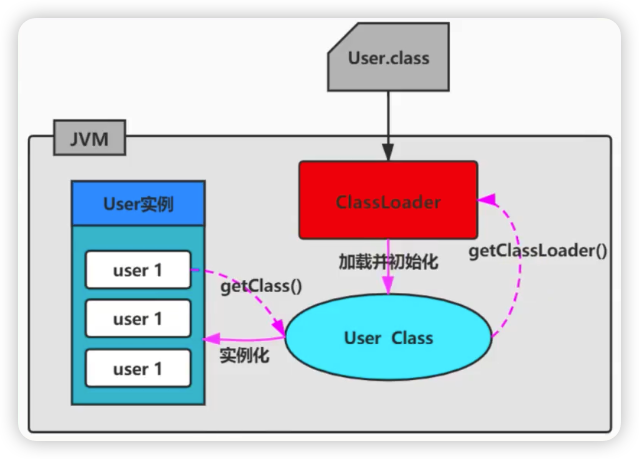 User.class
JVM
User实例
ClassLoader
加载并初始化
getClassLoader()
user 1
getClass()
user 1
User Class
实例化
user 1